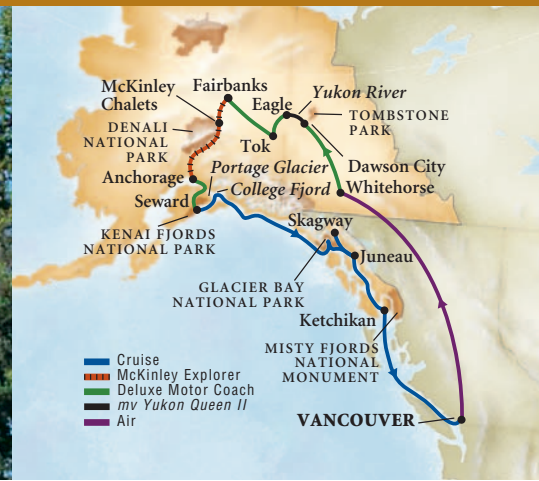 McKinley
Chalets
Fairbanks
Eagle
Yukon River
TOMBSTONE
PARK
DENALI
NATIONAL
PARK
Tok
Dawson City
Portage Glacier
Anchorage
College Fjord
Whitehorse
Seward
KENAI FJORDS
NATIONAL PARK
Skagway
Juneau
GLACIER BAY
NATIONAL PARK
Ketchikan
MISTY FJORDS
NATIONAL
MONUMENT
VANCOUVER
Cruise
McKinley Explorer
Deluxe Motor Coach
mv Yukon Queen II
Air